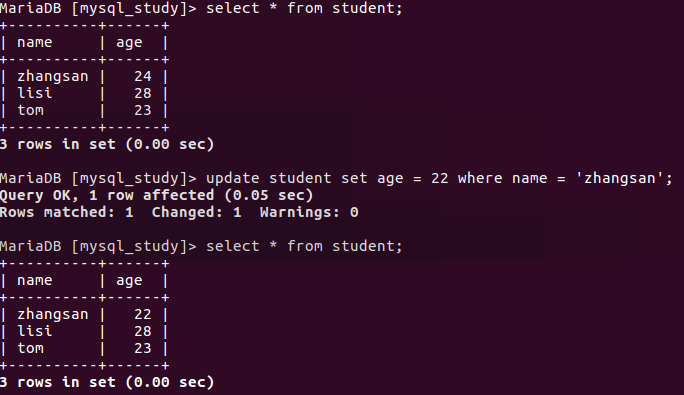 MariaDB [mysql_study]> select * from student;
+----------+------+
| name     | age  |
+----------+------+
| zhangsan |   24 |
| lisi     |   28 |
| tom      |   23 |
+----------+------+
3 rows in set (0.00 sec)

MariaDB [mysql_study]> update student set age = 22 where name = 'zhangsan';
Query OK, 1 row affected (0.05 sec)
Rows matched: 1  Changed: 1  Warnings: 0

MariaDB [mysql_study]> select * from student;
+----------+------+
| name     | age  |
+----------+------+
| zhangsan |   22 |
| lisi     |   28 |
| tom      |   23 |
+----------+------+
3 rows in set (0.00 sec)